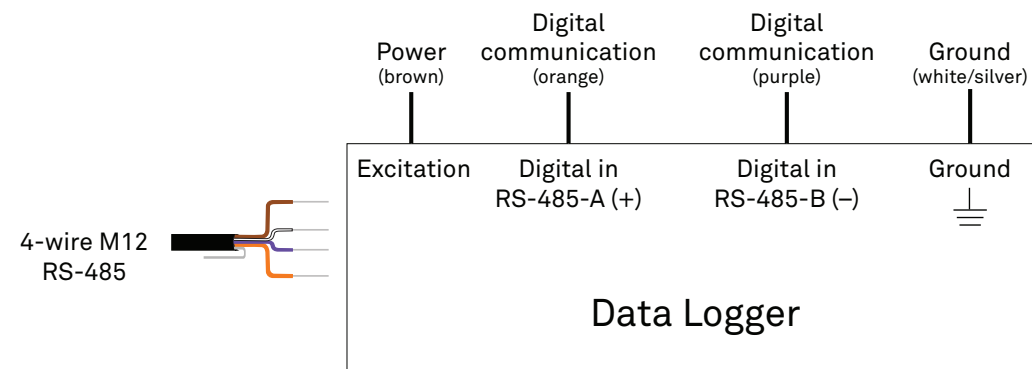 Power
(brown)
Digital
communication
(orange)
Digital
communication
(purple)
Ground
(white/silver)
Excitation
Digital in
RS-485-A (+)
Digital in
RS-485-B (–)
Ground
4-wire M12
RS-485
Data Logger